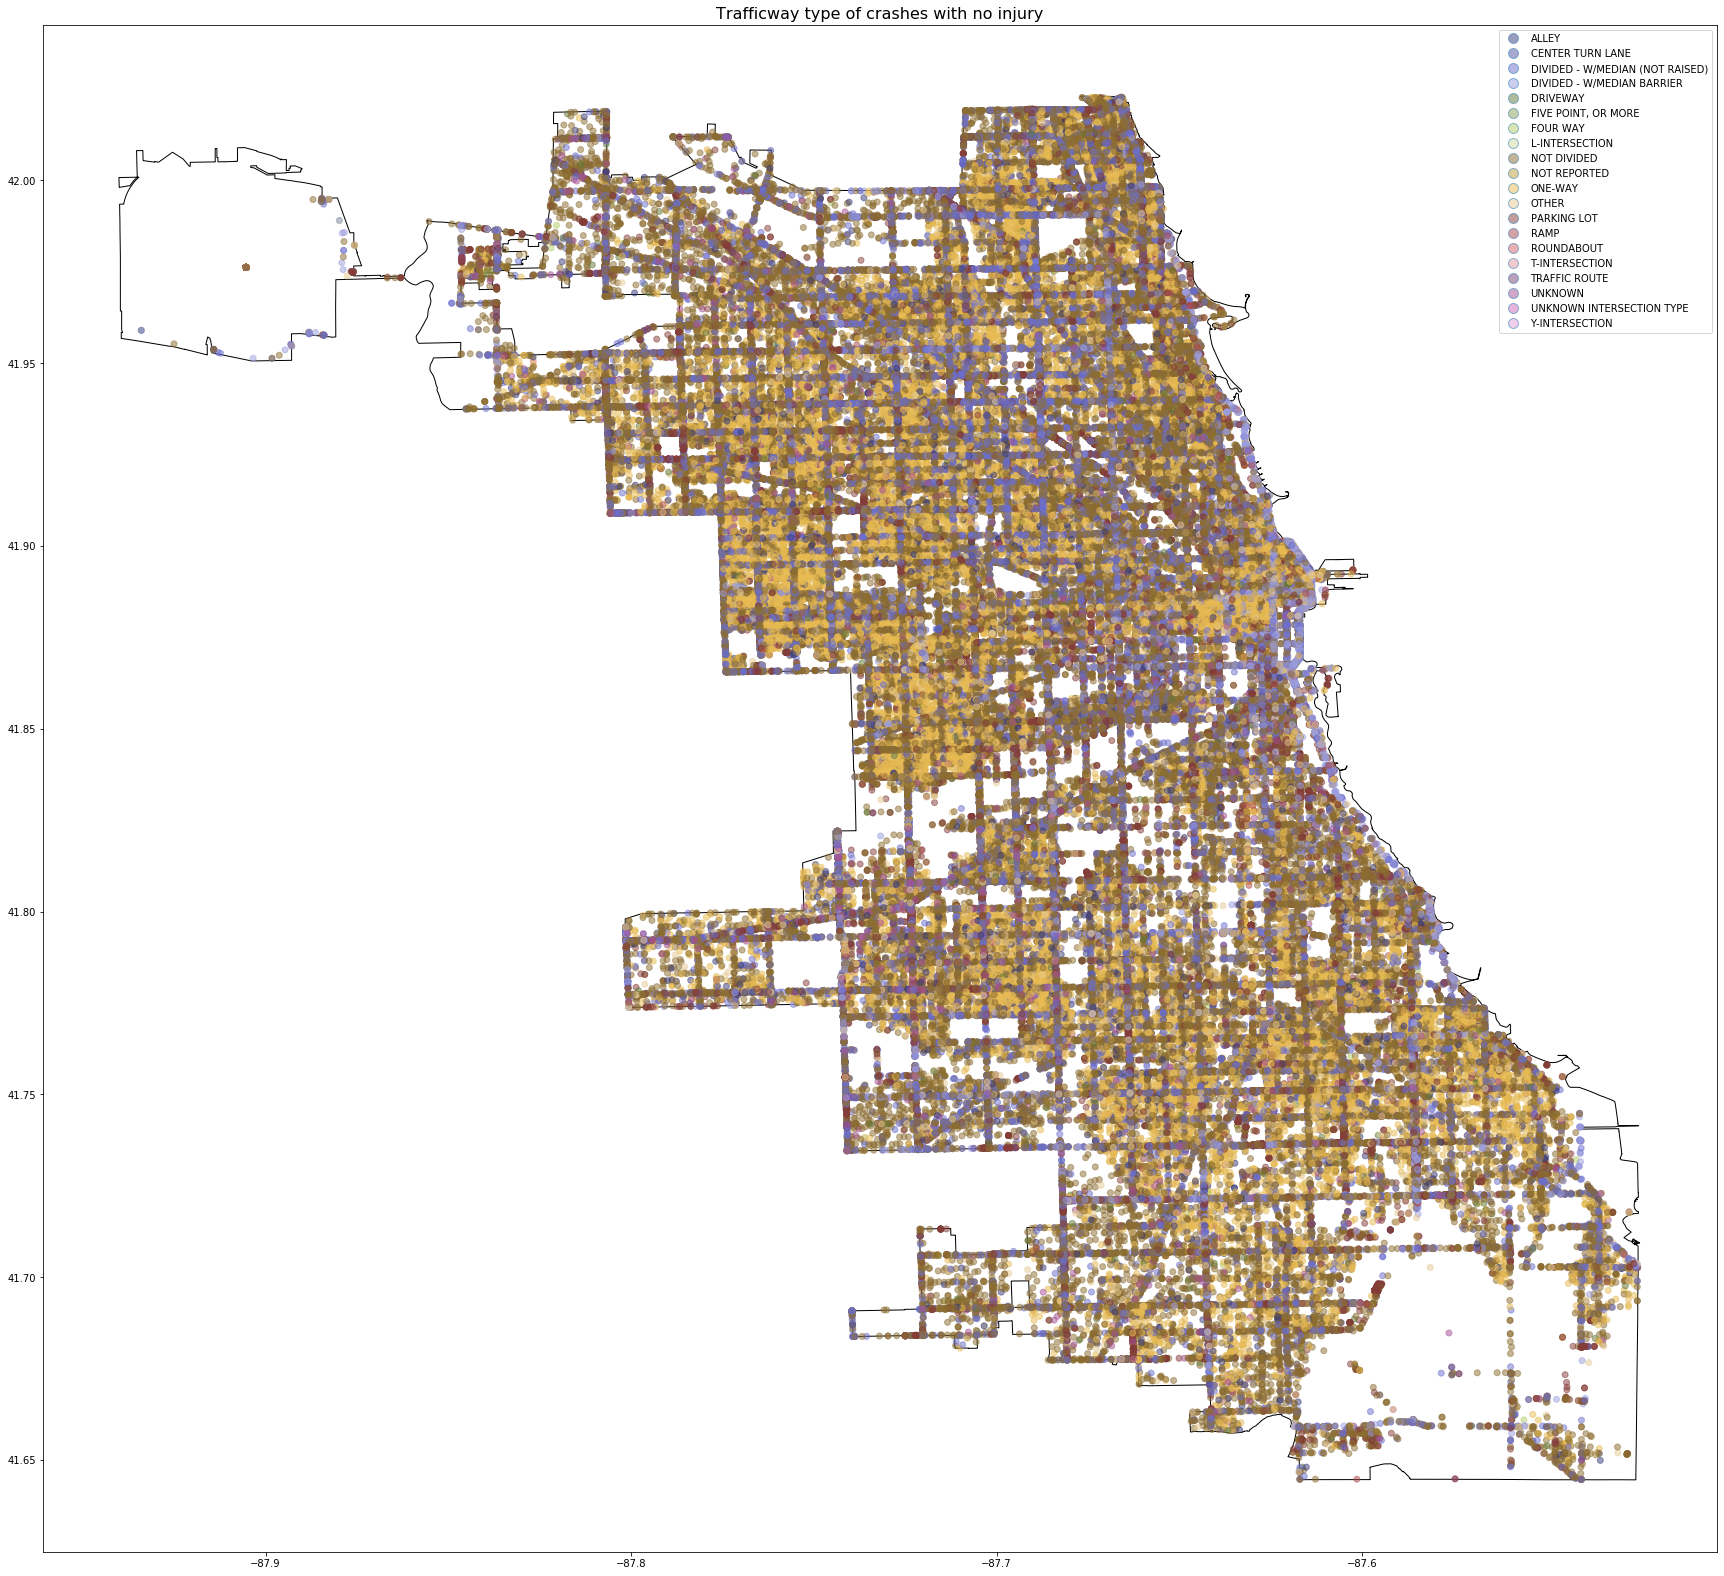 Trafficway type of crashes with no injury
ALLEY
CENTER TURN LANE
DIVIDED - W/MEDIAN (NOT RAISED)
DIVIDED - W/MEDIAN BARRIER
DRIVEWAY
FIVE POINT, OR MORE
FOUR WAY
L-INTERSECTION
NOT DIVIDED
NOT REPORTED
ONE-WAY
OTHER
PARKING LOT
RAMP
ROUNDABOUT
T-INTERSECTION
TRAFFIC ROUTE
UNKNOWN
UNKNOWN INTERSECTION TYPE
Y-INTERSECTION
42.00
41.95
41.90
41.85
41.80
41.75
41.70
41.65
−87.9 −87.8 −87.7 −87.6